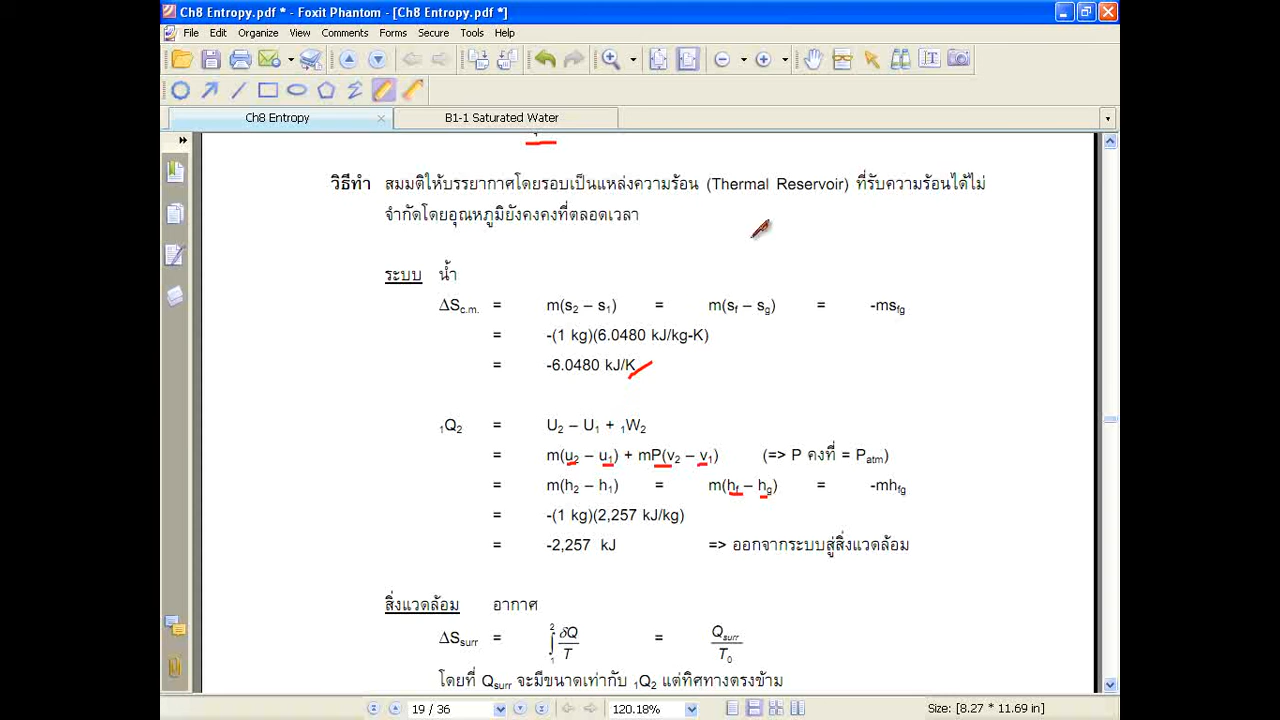 Ch8 Entropy.pdf * - Foxit Phantom - [Ch8 Entropy.pdf *]
File Edit Organize View Comments Forms Secure Tools Help
Ch8 Entropy
B1-1 Saturated Water
วิธีทำ สมมติให้บรรยากาศโดยรอบเป็นแหล่งความร้อน (Thermal Reservoir) ที่รับความร้อนได้ไม่
จำกัดโดยอุณหภูมิยังคงคงที่ตลอดเวลา
ระบบ น้ำ
ΔSc.m. = m(s2 – s1) = m(sf – sg) = -msfg
= -(1 kg)(6.0480 kJ/kg-K)
= -6.0480 kJ/K
1Q2 = U2 – U1 + 1W2
= m(u2 – u1) + mP(v2 – v1) (=> P คงที่ = Patm)
= m(h2 – h1) = m(hf – hg) = -mhfg
= -(1 kg)(2,257 kJ/kg)
= -2,257 kJ => ออกจากระบบสู่สิ่งแวดล้อม
สิ่งแวดล้อม อากาศ
ΔSsurr = ∫12 δQ/T = Qsurr/T0
โดยที่ Qsurr จะมีขนาดเท่ากับ 1Q2 แต่ทิศทางตรงข้าม
19 / 36 120.18% Size: [8.27 * 11.69 in]